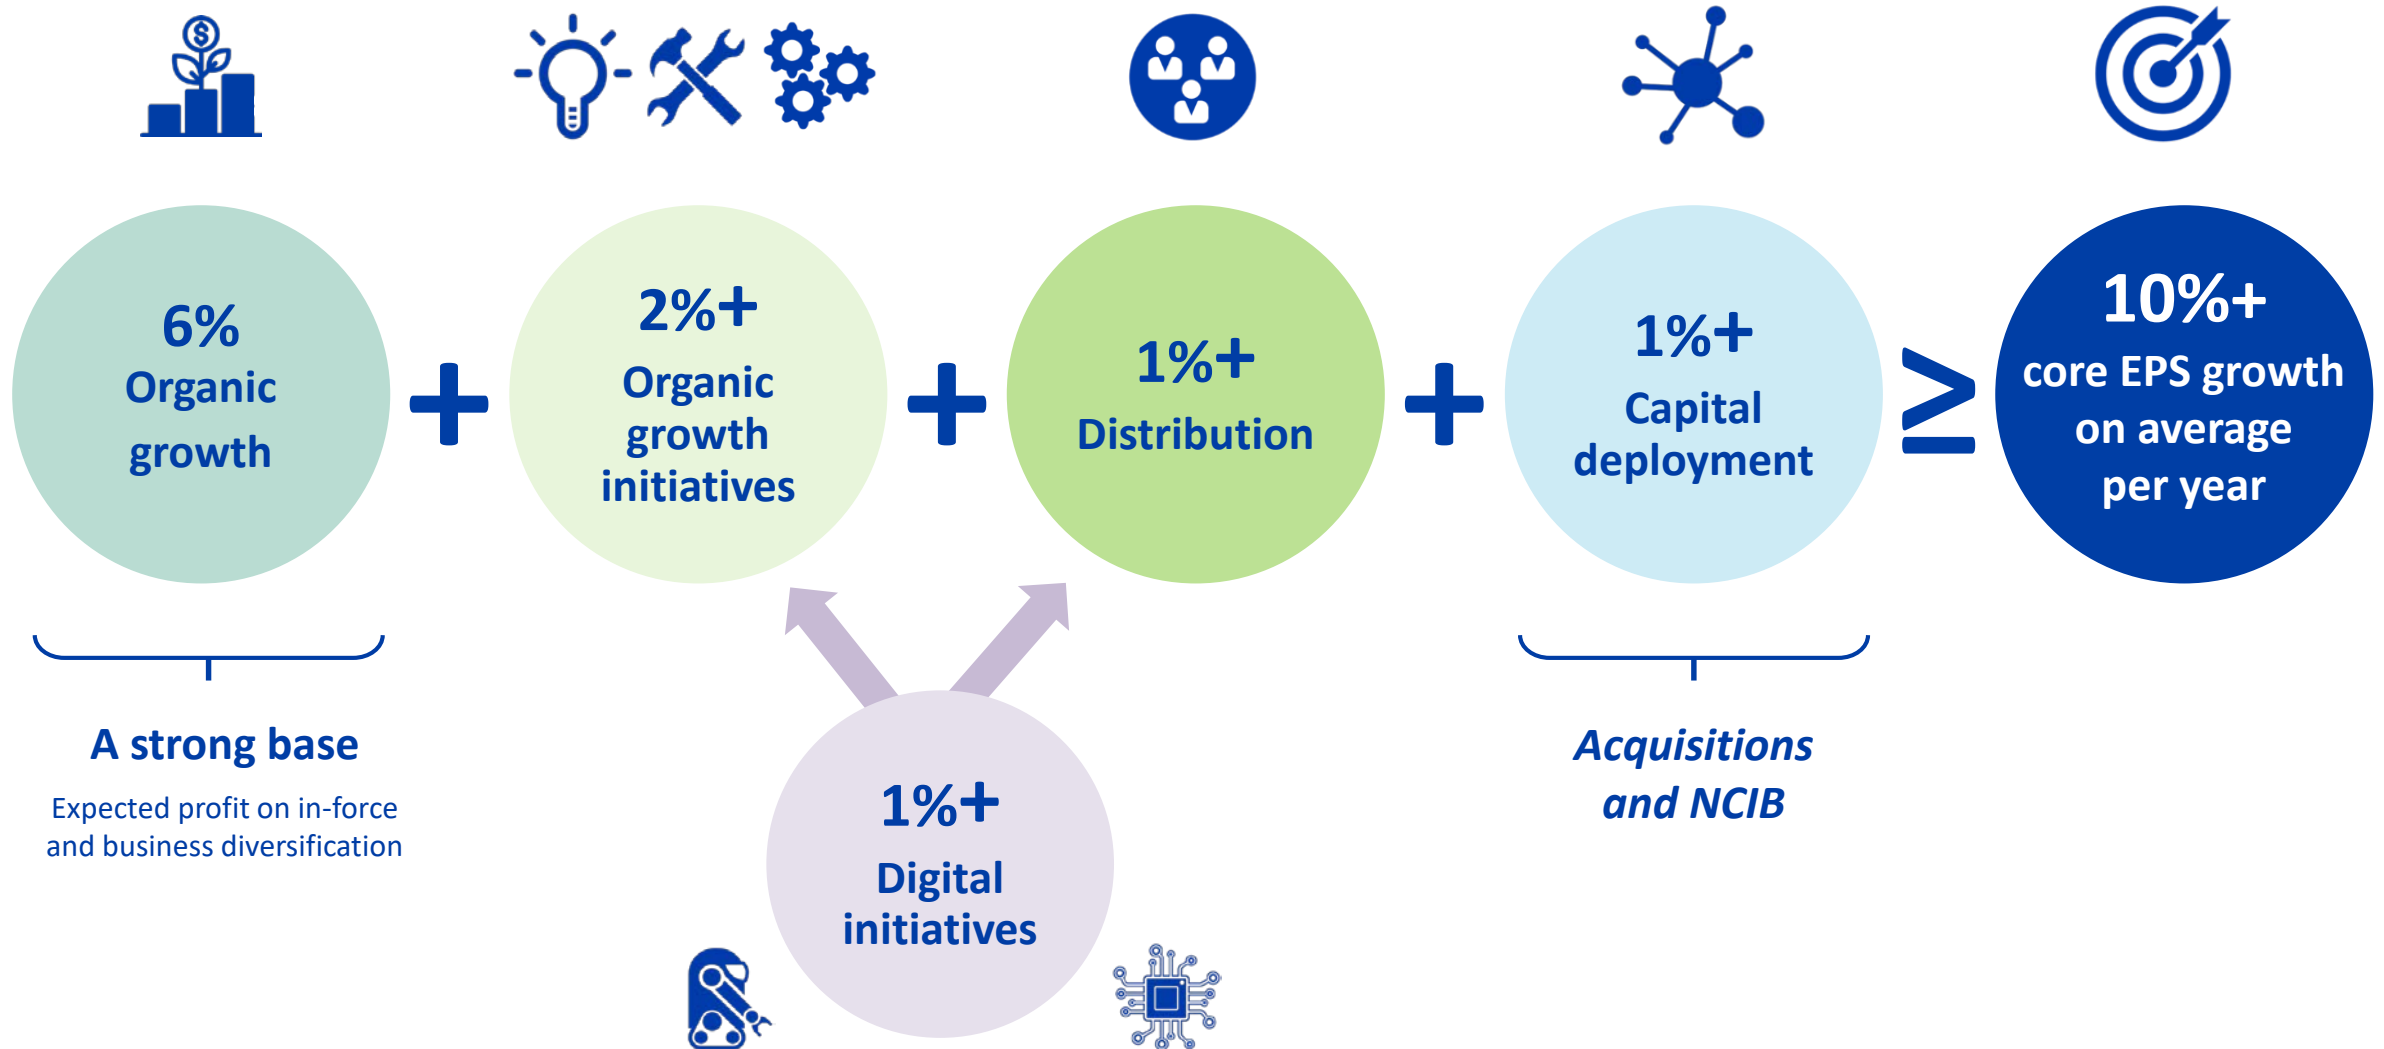 6%
Organic
growth
+
2%+
Organic
growth
initiatives
+
1%+
Distribution
+
1%+
Capital
deployment
≥
10%+
core EPS growth
on average
per year
A strong base
Expected profit on in-force
and business diversification
1%+
Digital
initiatives
Acquisitions
and NCIB